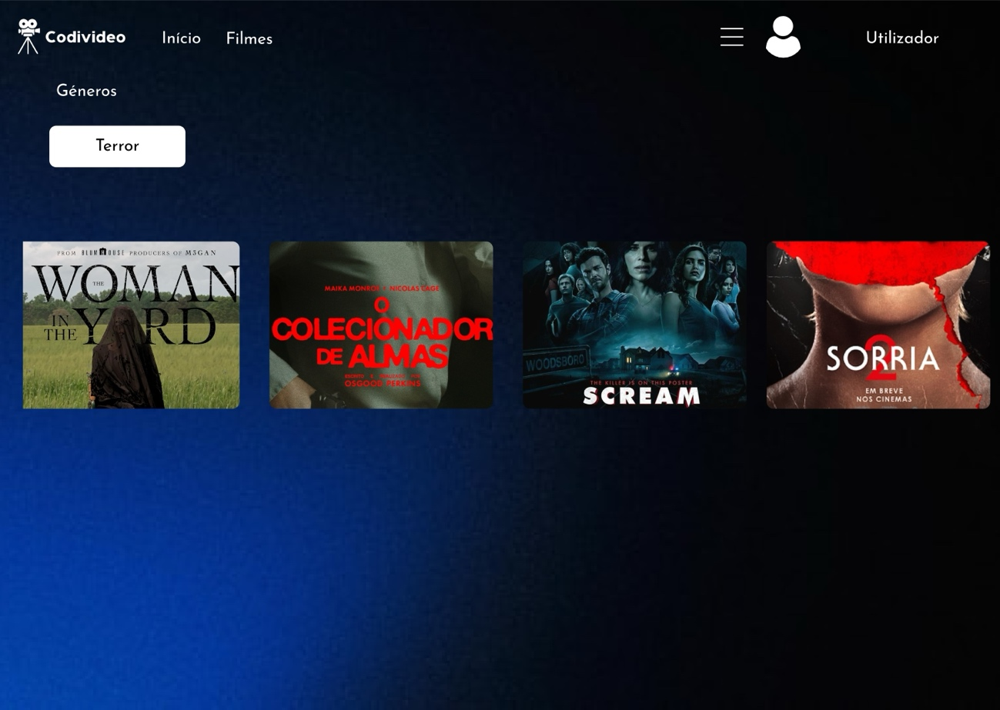 Codivideo
Início
Filmes
Utilizador
Géneros
Terror
FROM BLUMHOUSE PRODUCERS OF M3GAN
THE WOMAN
IN THE YARD
MAIKA MONROE NICOLAS CAGE
O
COLECIONADOR
DE ALMAS
ESCRITO E REALIZADO POR
OSGOOD PERKINS
WOODSBORO
THE KILLER IS ON THIS POSTER
SCREAM
SORRIA
2
EM BREVE
NOS CINEMAS